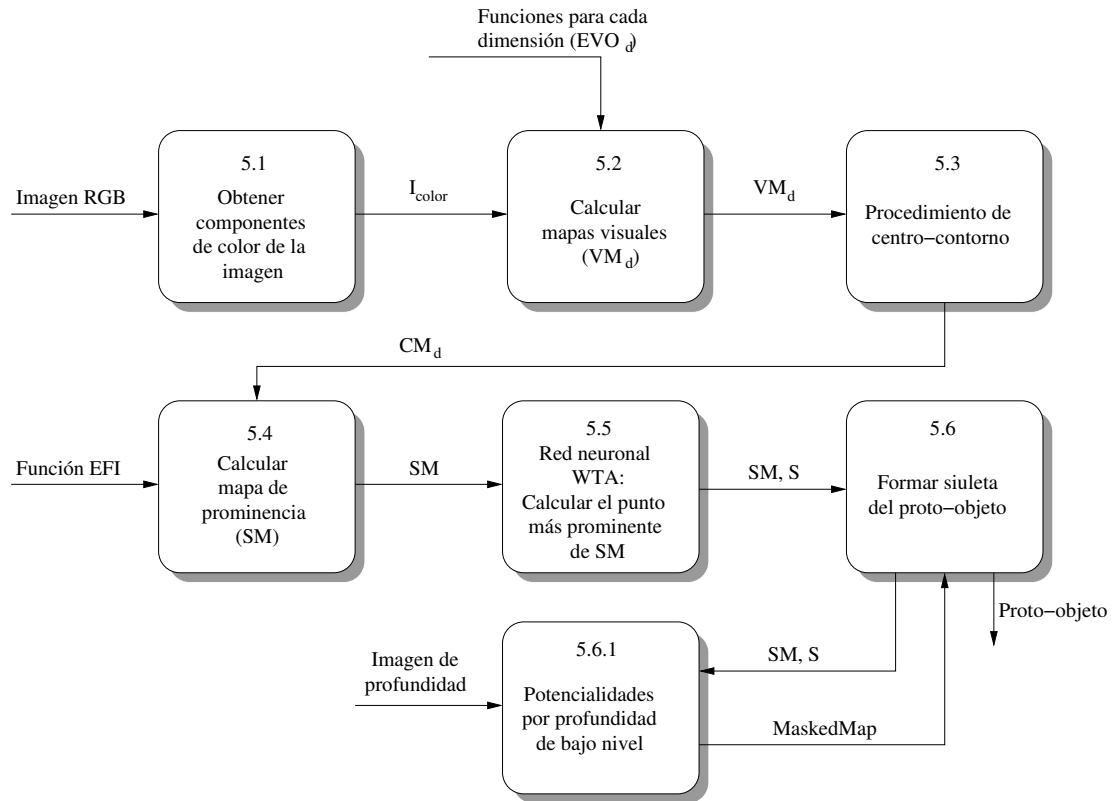 Funciones para cada
dimensión (EVO d)
Imagen RGB
5.1
Obtener
componentes
de color de la
imagen
I color
5.2
Calcular
mapas visuales
(VM d)
VM d
5.3
Procedimiento de
centro−contorno
CM d
Función EFI
5.4
Calcular
mapa de
prominencia
(SM)
SM
5.5
Red neuronal
WTA:
Calcular el punto
más prominente
de SM
SM, S
5.6
Formar siuleta
del proto−objeto
Proto−objeto
SM, S
Imagen de
profundidad
5.6.1
Potencialidades
por profundidad
de bajo nivel
MaskedMap